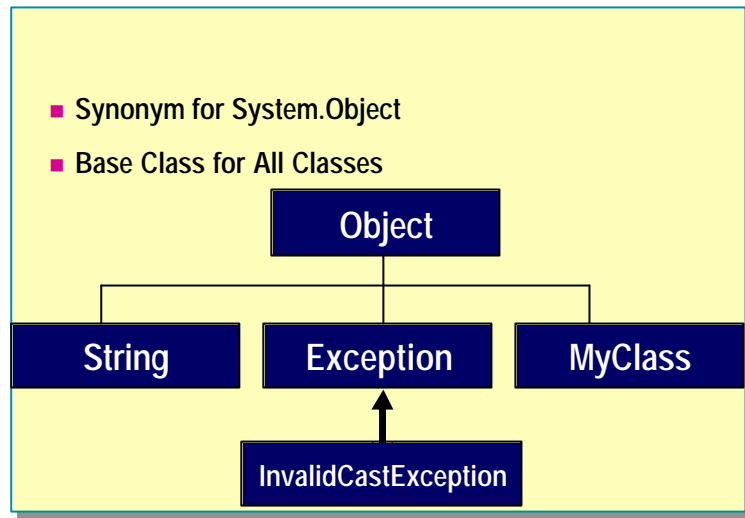 Synonym for System.Object
Base Class for All Classes
Object
String Exception MyClass
InvalidCastException